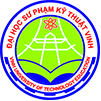 ĐẠI HỌC SƯ PHẠM KỸ THUẬT VINH
VINH UNIVERSITY OF TECHNOLOGY EDUCATION